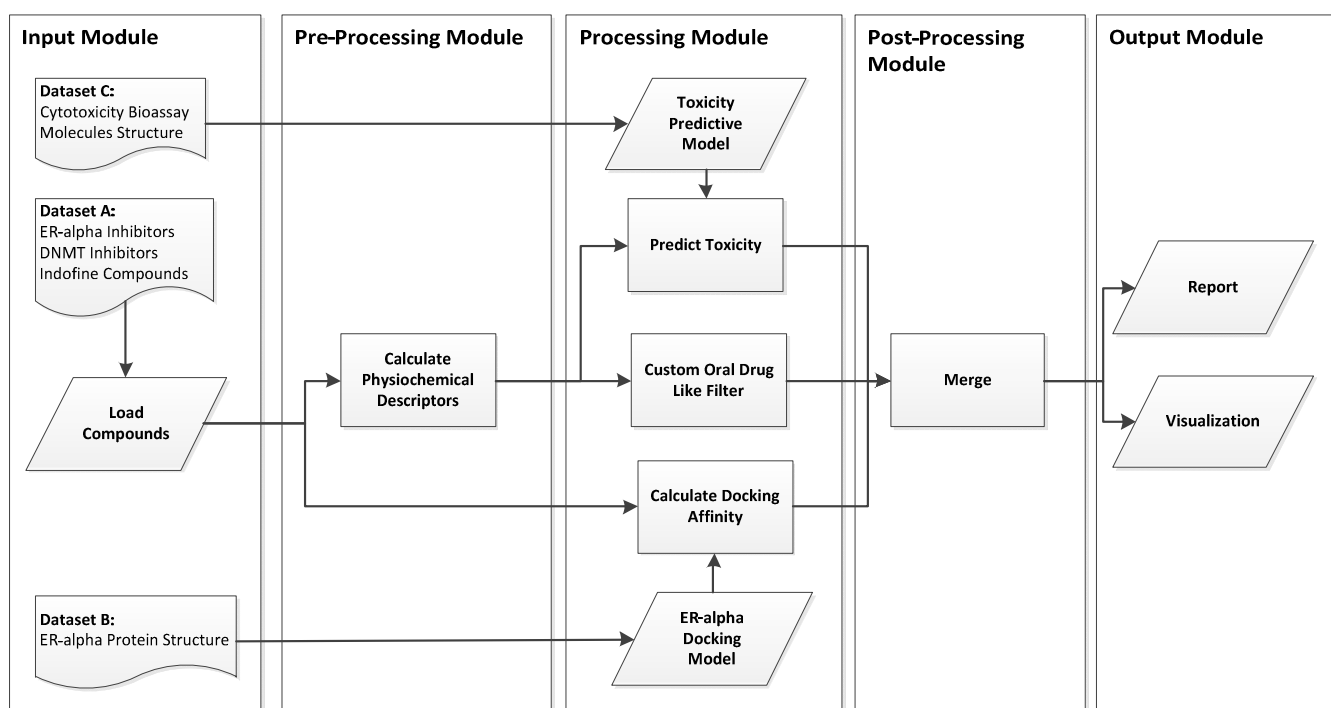 Input Module
Dataset C:
Cytotoxicity Bioassay
Molecules Structure
Dataset A:
ER-alpha Inhibitors
DNMT Inhibitors
Indofine Compounds
Load
Compounds
Dataset B:
ER-alpha Protein Structure
Pre-Processing Module
Calculate
Physiochemical
Descriptors
Processing Module
Toxicity
Predictive
Model
Predict Toxicity
Custom Oral Drug
Like Filter
Calculate Docking
Affinity
ER-alpha
Docking
Model
Post-Processing
Module
Merge
Output Module
Report
Visualization